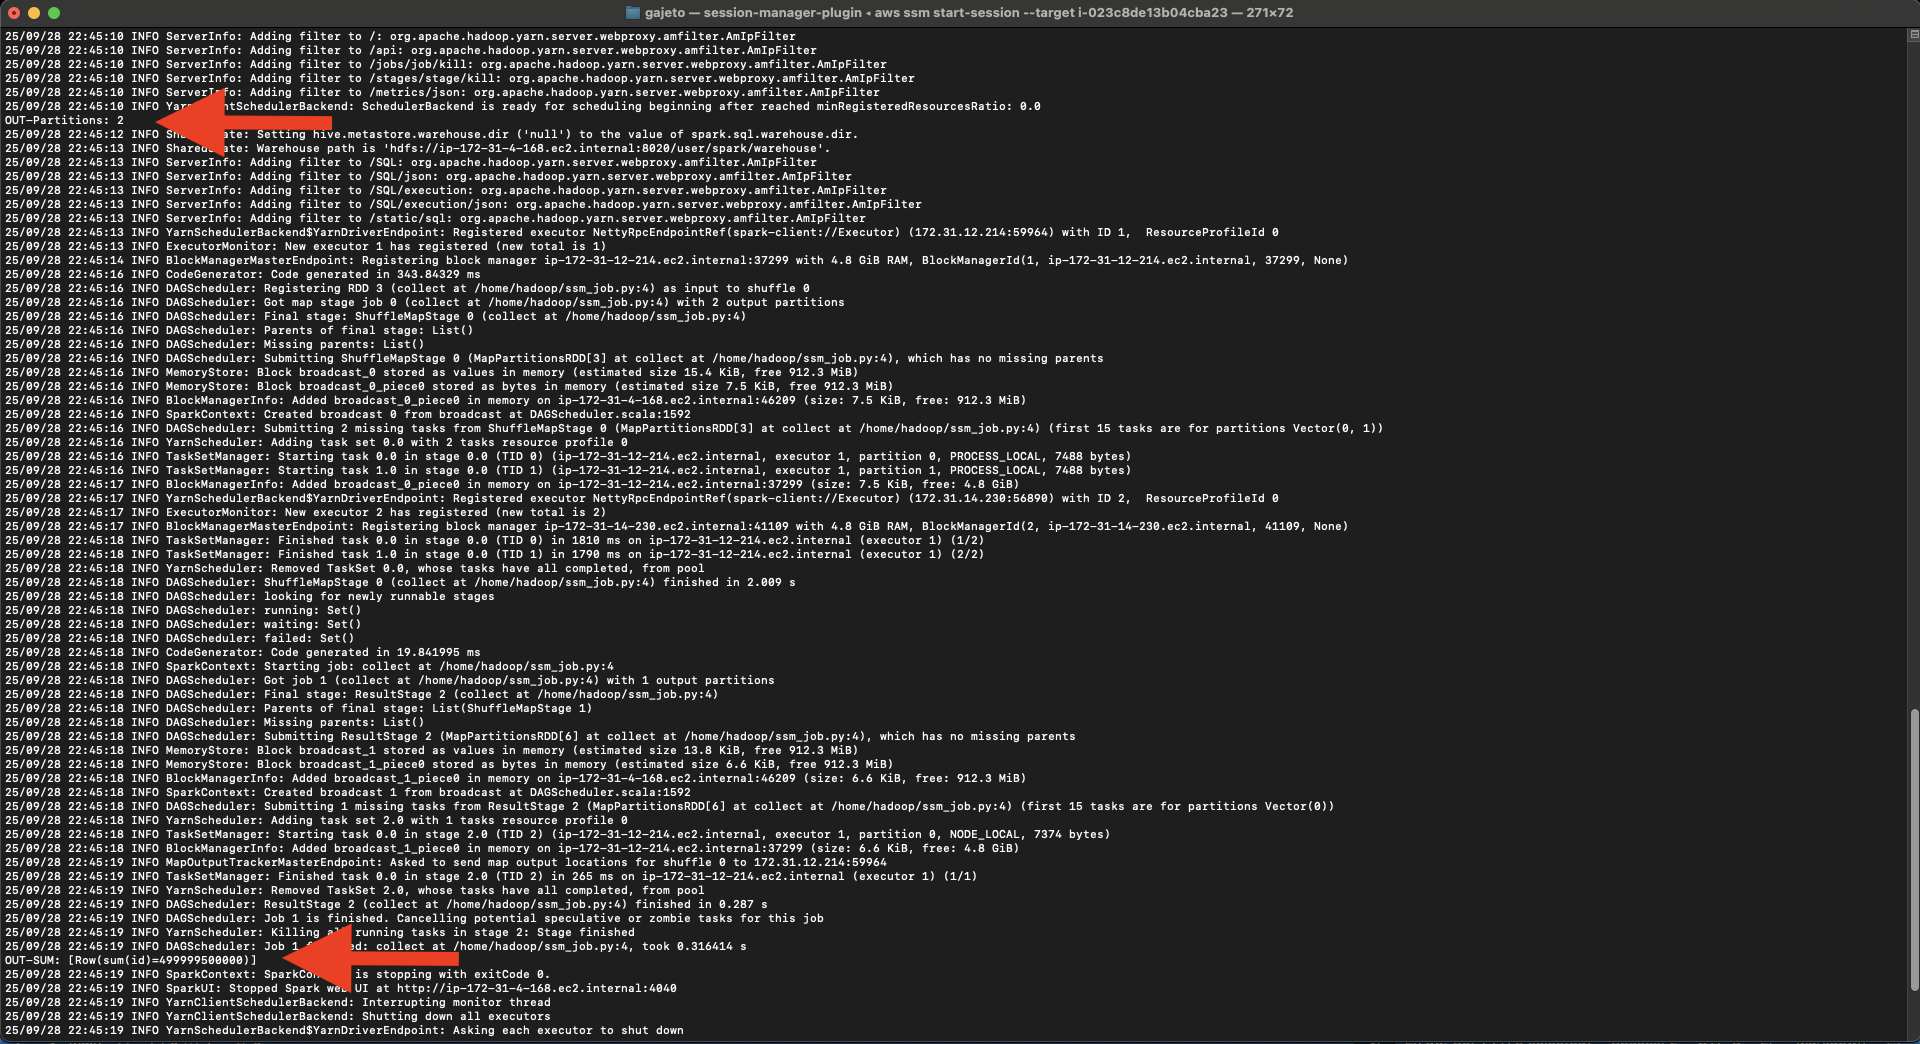 gajeto — session-manager-plugin ◂ aws ssm start-session --target i-023c8de13b04cba23 — 271×72
25/09/28 22:45:10 INFO ServerInfo: Adding filter to /: org.apache.hadoop.yarn.server.webproxy.amfilter.AmIpFilter
25/09/28 22:45:10 INFO ServerInfo: Adding filter to /api: org.apache.hadoop.yarn.server.webproxy.amfilter.AmIpFilter
25/09/28 22:45:10 INFO ServerInfo: Adding filter to /jobs/job/kill: org.apache.hadoop.yarn.server.webproxy.amfilter.AmIpFilter
25/09/28 22:45:10 INFO ServerInfo: Adding filter to /stages/stage/kill: org.apache.hadoop.yarn.server.webproxy.amfilter.AmIpFilter
25/09/28 22:45:10 INFO ServerInfo: Adding filter to /metrics/json: org.apache.hadoop.yarn.server.webproxy.amfilter.AmIpFilter
25/09/28 22:45:10 INFO YarnClientSchedulerBackend: SchedulerBackend is ready for scheduling beginning after reached minRegisteredResourcesRatio: 0.0
OUT-Partitions: 2
25/09/28 22:45:12 INFO SharedState: Setting hive.metastore.warehouse.dir ('null') to the value of spark.sql.warehouse.dir.
25/09/28 22:45:13 INFO SharedState: Warehouse path is 'hdfs://ip-172-31-4-168.ec2.internal:8020/user/spark/warehouse'.
25/09/28 22:45:13 INFO ServerInfo: Adding filter to /SQL: org.apache.hadoop.yarn.server.webproxy.amfilter.AmIpFilter
25/09/28 22:45:13 INFO ServerInfo: Adding filter to /SQL/json: org.apache.hadoop.yarn.server.webproxy.amfilter.AmIpFilter
25/09/28 22:45:13 INFO ServerInfo: Adding filter to /SQL/execution: org.apache.hadoop.yarn.server.webproxy.amfilter.AmIpFilter
25/09/28 22:45:13 INFO ServerInfo: Adding filter to /SQL/execution/json: org.apache.hadoop.yarn.server.webproxy.amfilter.AmIpFilter
25/09/28 22:45:13 INFO ServerInfo: Adding filter to /static/sql: org.apache.hadoop.yarn.server.webproxy.amfilter.AmIpFilter
25/09/28 22:45:13 INFO YarnSchedulerBackend$YarnDriverEndpoint: Registered executor NettyRpcEndpointRef(spark-client://Executor) (172.31.12.214:59964) with ID 1,  ResourceProfileId 0
25/09/28 22:45:13 INFO ExecutorMonitor: New executor 1 has registered (new total is 1)
25/09/28 22:45:14 INFO BlockManagerMasterEndpoint: Registering block manager ip-172-31-12-214.ec2.internal:37299 with 4.8 GiB RAM, BlockManagerId(1, ip-172-31-12-214.ec2.internal, 37299, None)
25/09/28 22:45:16 INFO CodeGenerator: Code generated in 343.84329 ms
25/09/28 22:45:16 INFO DAGScheduler: Registering RDD 3 (collect at /home/hadoop/ssm_job.py:4) as input to shuffle 0
25/09/28 22:45:16 INFO DAGScheduler: Got map stage job 0 (collect at /home/hadoop/ssm_job.py:4) with 2 output partitions
25/09/28 22:45:16 INFO DAGScheduler: Final stage: ShuffleMapStage 0 (collect at /home/hadoop/ssm_job.py:4)
25/09/28 22:45:16 INFO DAGScheduler: Parents of final stage: List()
25/09/28 22:45:16 INFO DAGScheduler: Missing parents: List()
25/09/28 22:45:16 INFO DAGScheduler: Submitting ShuffleMapStage 0 (MapPartitionsRDD[3] at collect at /home/hadoop/ssm_job.py:4), which has no missing parents
25/09/28 22:45:16 INFO MemoryStore: Block broadcast_0 stored as values in memory (estimated size 15.4 KiB, free 912.3 MiB)
25/09/28 22:45:16 INFO MemoryStore: Block broadcast_0_piece0 stored as bytes in memory (estimated size 7.5 KiB, free 912.3 MiB)
25/09/28 22:45:16 INFO BlockManagerInfo: Added broadcast_0_piece0 in memory on ip-172-31-4-168.ec2.internal:46209 (size: 7.5 KiB, free: 912.3 MiB)
25/09/28 22:45:16 INFO SparkContext: Created broadcast 0 from broadcast at DAGScheduler.scala:1592
25/09/28 22:45:16 INFO DAGScheduler: Submitting 2 missing tasks from ShuffleMapStage 0 (MapPartitionsRDD[3] at collect at /home/hadoop/ssm_job.py:4) (first 15 tasks are for partitions Vector(0, 1))
25/09/28 22:45:16 INFO YarnScheduler: Adding task set 0.0 with 2 tasks resource profile 0
25/09/28 22:45:16 INFO TaskSetManager: Starting task 0.0 in stage 0.0 (TID 0) (ip-172-31-12-214.ec2.internal, executor 1, partition 0, PROCESS_LOCAL, 7488 bytes)
25/09/28 22:45:16 INFO TaskSetManager: Starting task 1.0 in stage 0.0 (TID 1) (ip-172-31-12-214.ec2.internal, executor 1, partition 1, PROCESS_LOCAL, 7488 bytes)
25/09/28 22:45:17 INFO BlockManagerInfo: Added broadcast_0_piece0 in memory on ip-172-31-12-214.ec2.internal:37299 (size: 7.5 KiB, free: 4.8 GiB)
25/09/28 22:45:17 INFO YarnSchedulerBackend$YarnDriverEndpoint: Registered executor NettyRpcEndpointRef(spark-client://Executor) (172.31.14.230:56890) with ID 2,  ResourceProfileId 0
25/09/28 22:45:17 INFO ExecutorMonitor: New executor 2 has registered (new total is 2)
25/09/28 22:45:17 INFO BlockManagerMasterEndpoint: Registering block manager ip-172-31-14-230.ec2.internal:41109 with 4.8 GiB RAM, BlockManagerId(2, ip-172-31-14-230.ec2.internal, 41109, None)
25/09/28 22:45:18 INFO TaskSetManager: Finished task 0.0 in stage 0.0 (TID 0) in 1810 ms on ip-172-31-12-214.ec2.internal (executor 1) (1/2)
25/09/28 22:45:18 INFO TaskSetManager: Finished task 1.0 in stage 0.0 (TID 1) in 1790 ms on ip-172-31-12-214.ec2.internal (executor 1) (2/2)
25/09/28 22:45:18 INFO YarnScheduler: Removed TaskSet 0.0, whose tasks have all completed, from pool
25/09/28 22:45:18 INFO DAGScheduler: ShuffleMapStage 0 (collect at /home/hadoop/ssm_job.py:4) finished in 2.009 s
25/09/28 22:45:18 INFO DAGScheduler: looking for newly runnable stages
25/09/28 22:45:18 INFO DAGScheduler: running: Set()
25/09/28 22:45:18 INFO DAGScheduler: waiting: Set()
25/09/28 22:45:18 INFO DAGScheduler: failed: Set()
25/09/28 22:45:18 INFO CodeGenerator: Code generated in 19.841995 ms
25/09/28 22:45:18 INFO SparkContext: Starting job: collect at /home/hadoop/ssm_job.py:4
25/09/28 22:45:18 INFO DAGScheduler: Got job 1 (collect at /home/hadoop/ssm_job.py:4) with 1 output partitions
25/09/28 22:45:18 INFO DAGScheduler: Final stage: ResultStage 2 (collect at /home/hadoop/ssm_job.py:4)
25/09/28 22:45:18 INFO DAGScheduler: Parents of final stage: List(ShuffleMapStage 1)
25/09/28 22:45:18 INFO DAGScheduler: Missing parents: List()
25/09/28 22:45:18 INFO DAGScheduler: Submitting ResultStage 2 (MapPartitionsRDD[6] at collect at /home/hadoop/ssm_job.py:4), which has no missing parents
25/09/28 22:45:18 INFO MemoryStore: Block broadcast_1 stored as values in memory (estimated size 13.8 KiB, free 912.3 MiB)
25/09/28 22:45:18 INFO MemoryStore: Block broadcast_1_piece0 stored as bytes in memory (estimated size 6.6 KiB, free 912.3 MiB)
25/09/28 22:45:18 INFO BlockManagerInfo: Added broadcast_1_piece0 in memory on ip-172-31-4-168.ec2.internal:46209 (size: 6.6 KiB, free: 912.3 MiB)
25/09/28 22:45:18 INFO SparkContext: Created broadcast 1 from broadcast at DAGScheduler.scala:1592
25/09/28 22:45:18 INFO DAGScheduler: Submitting 1 missing tasks from ResultStage 2 (MapPartitionsRDD[6] at collect at /home/hadoop/ssm_job.py:4) (first 15 tasks are for partitions Vector(0))
25/09/28 22:45:18 INFO YarnScheduler: Adding task set 2.0 with 1 tasks resource profile 0
25/09/28 22:45:18 INFO TaskSetManager: Starting task 0.0 in stage 2.0 (TID 2) (ip-172-31-12-214.ec2.internal, executor 1, partition 0, NODE_LOCAL, 7374 bytes)
25/09/28 22:45:18 INFO BlockManagerInfo: Added broadcast_1_piece0 in memory on ip-172-31-12-214.ec2.internal:37299 (size: 6.6 KiB, free: 4.8 GiB)
25/09/28 22:45:19 INFO MapOutputTrackerMasterEndpoint: Asked to send map output locations for shuffle 0 to 172.31.12.214:59964
25/09/28 22:45:19 INFO TaskSetManager: Finished task 0.0 in stage 2.0 (TID 2) in 265 ms on ip-172-31-12-214.ec2.internal (executor 1) (1/1)
25/09/28 22:45:19 INFO YarnScheduler: Removed TaskSet 2.0, whose tasks have all completed, from pool
25/09/28 22:45:19 INFO DAGScheduler: ResultStage 2 (collect at /home/hadoop/ssm_job.py:4) finished in 0.287 s
25/09/28 22:45:19 INFO DAGScheduler: Job 1 is finished. Cancelling potential speculative or zombie tasks for this job
25/09/28 22:45:19 INFO YarnScheduler: Killing all running tasks in stage 2: Stage finished
25/09/28 22:45:19 INFO DAGScheduler: Job 1 finished: collect at /home/hadoop/ssm_job.py:4, took 0.316414 s
OUT-SUM: [Row(sum(id)=499999500000)]
25/09/28 22:45:19 INFO SparkContext: SparkContext is stopping with exitCode 0.
25/09/28 22:45:19 INFO SparkUI: Stopped Spark web UI at http://ip-172-31-4-168.ec2.internal:4040
25/09/28 22:45:19 INFO YarnClientSchedulerBackend: Interrupting monitor thread
25/09/28 22:45:19 INFO YarnClientSchedulerBackend: Shutting down all executors
25/09/28 22:45:19 INFO YarnSchedulerBackend$YarnDriverEndpoint: Asking each executor to shut down